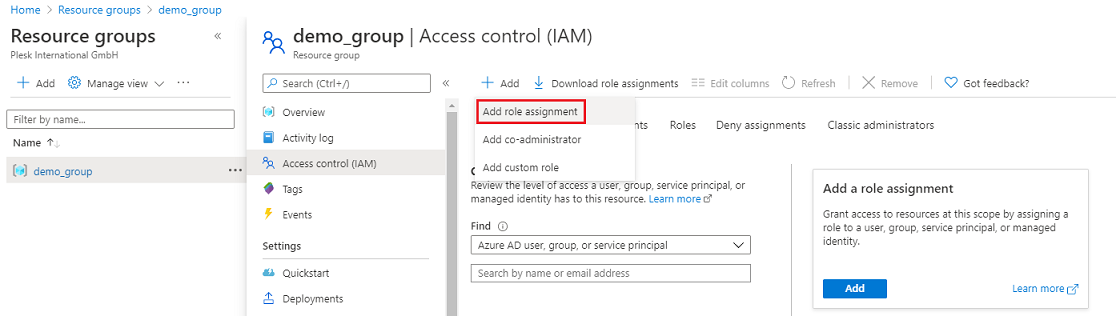 Home > Resource groups > demo_group
Resource groups «
Plesk International GmbH
+ Add Manage view ···
Filter by name...
Name ↑↓
demo_group ···
demo_group | Access control (IAM)
Resource group
Search (Ctrl+/) «
Overview
Activity log
Access control (IAM)
Tags
Events
Settings
Quickstart
Deployments
+ Add Download role assignments Edit columns Refresh Remove Got feedback?
Add role assignment
Add co-administrator
Add custom role
Roles Deny assignments Classic administrators
Review the level of access a user, group, service principal, or
managed identity has to this resource. Learn more
Find
Azure AD user, group, or service principal
Search by name or email address
Add a role assignment
Grant access to resources at this scope by assigning a
role to a user, group, service principal, or managed
identity.
Add Learn more